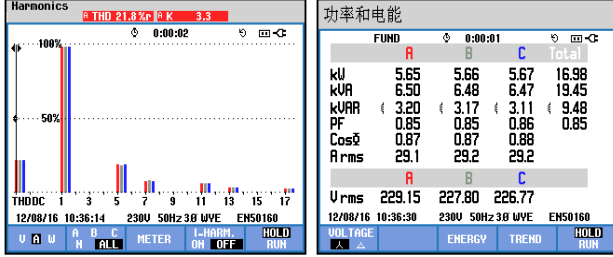 Harmonics
A THD 21.8%r A K 3.3
0:00:02
100%
50%
THDDC 1 3 5 7 9 11 13 15 17
12/08/16 10:36:14 230V 50Hz 3Ø WYE EN50160
V A W
A B C
N ALL
METER
I-HARM.
ON OFF
HOLD
RUN
功率和电能
FUND 0:00:01
A B C Total
kW 5.65 5.66 5.67 16.98
kVA 6.50 6.48 6.47 19.45
kVAR 3.20 3.17 3.11 9.48
PF 0.85 0.85 0.86 0.85
CosΦ 0.87 0.87 0.88
A rms 29.1 29.2 29.2
A B C
V rms 229.15 227.80 226.77
12/08/16 10:36:30 230V 50Hz 3Ø WYE EN50160
VOLTAGE
ENERGY
TREND
HOLD
RUN